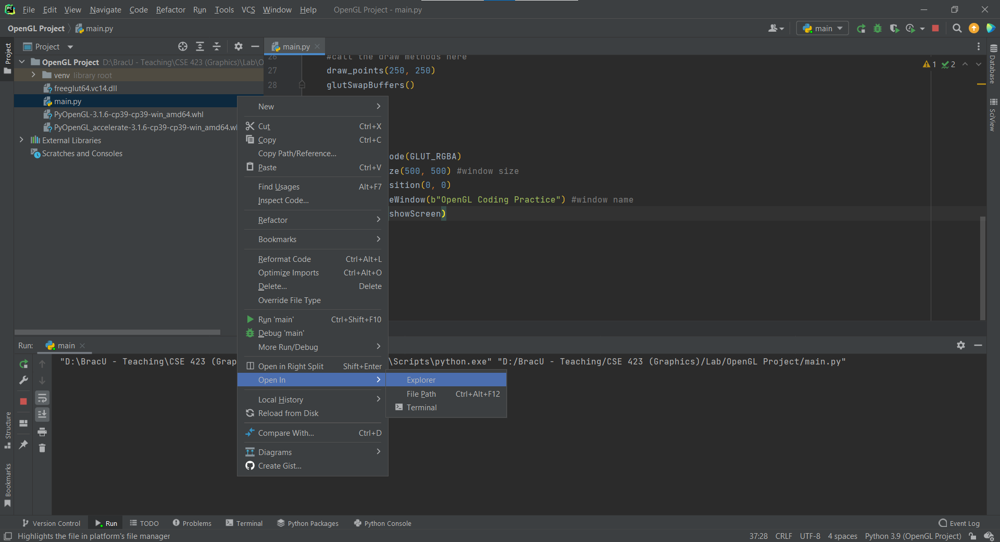 PC File Edit View Navigate Code Refactor Run Tools VCS Window Help OpenGL Project - main.py
OpenGL Project main.py
main
Project
Project
main.py
OpenGL Project D:\BracU - Teaching\CSE 423 (Graphics)\Lab\O
venv library root
freeglut64.vc14.dll
main.py
PyOpenGL-3.1.6-cp39-cp39-win_amd64.whl
PyOpenGL_accelerate-3.1.6-cp39-cp39-win_amd64.wh
External Libraries
Scratches and Consoles
26 #call the draw methods here
27 draw_points(250, 250)
28 glutSwapBuffers()
1 2
ode(GLUT_RGBA)
ze(500, 500) #window size
sition(0, 0)
eWindow(b"OpenGL Coding Practice") #window name
showScreen)
Database
SciView
New
Cut Ctrl+X
Copy Ctrl+C
Copy Path/Reference...
Paste Ctrl+V
Find Usages Alt+F7
Inspect Code...
Refactor
Bookmarks
Reformat Code Ctrl+Alt+L
Optimize Imports Ctrl+Alt+O
Delete... Delete
Override File Type
Run 'main' Ctrl+Shift+F10
Debug 'main'
More Run/Debug
Open in Right Split Shift+Enter
Open In
Local History
Reload from Disk
Compare With... Ctrl+D
Diagrams
Create Gist...
Explorer
File Path Ctrl+Alt+F12
Terminal
Run: main
"D:\BracU - Teaching\CSE 423 (Grap \Scripts\python.exe" "D:/BracU - Teaching/CSE 423 (Graphics)/Lab/OpenGL Project/main.py"
Structure
Bookmarks
Version Control Run TODO Problems Terminal Python Packages Python Console Event Log
Highlights the file in platform's file manager 37:28 CRLF UTF-8 4 spaces Python 3.9 (OpenGL Project)